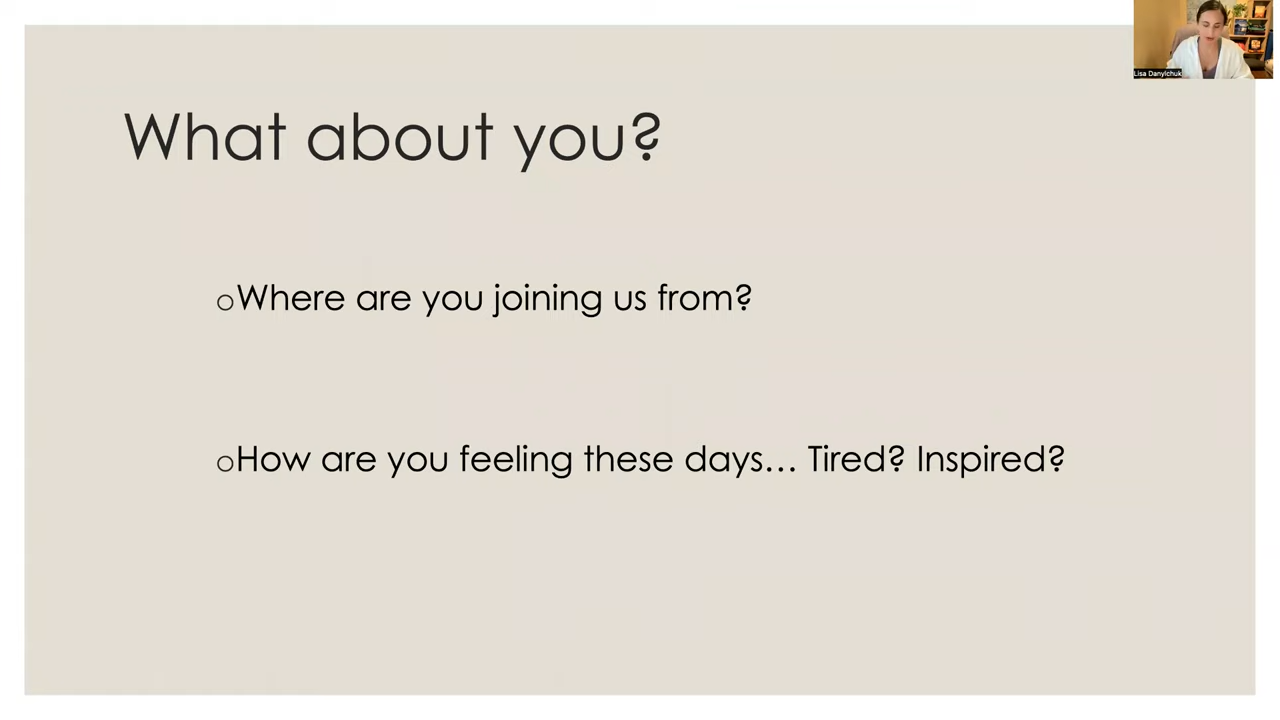 What about you?
Lisa Danylchuk
oWhere are you joining us from?
oHow are you feeling these days... Tired? Inspired?